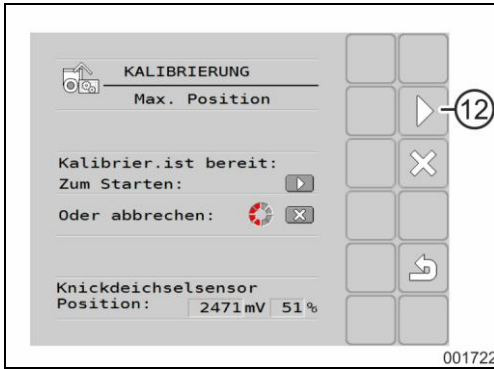 KALIBRIERUNG
Max. Position
12
Kalibrier.ist bereit:
Zum Starten:
Oder abbrechen:
Knickdeichselsensor
Position: 2471 mV 51 %
001722